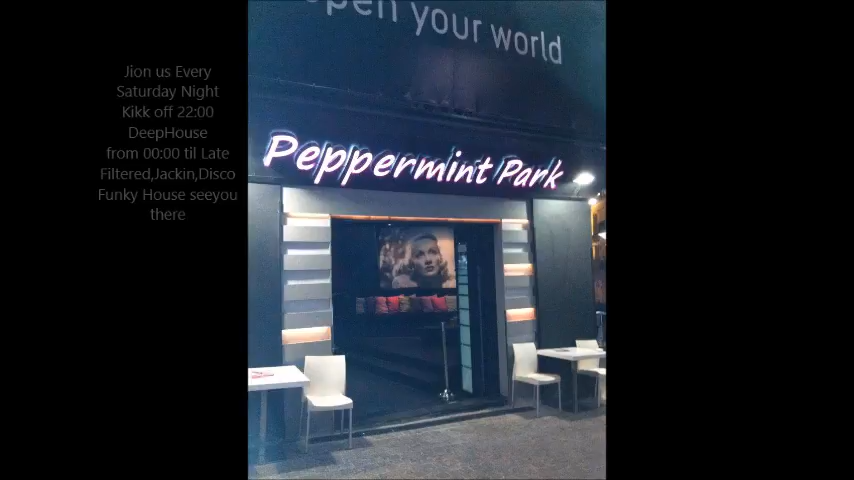 Jion us Every
Saturday Night
Kikk off 22:00
DeepHouse
from 00:00 til Late
Filtered,Jackin,Disco
Funky House seeyou
there
open your world
Peppermint Park